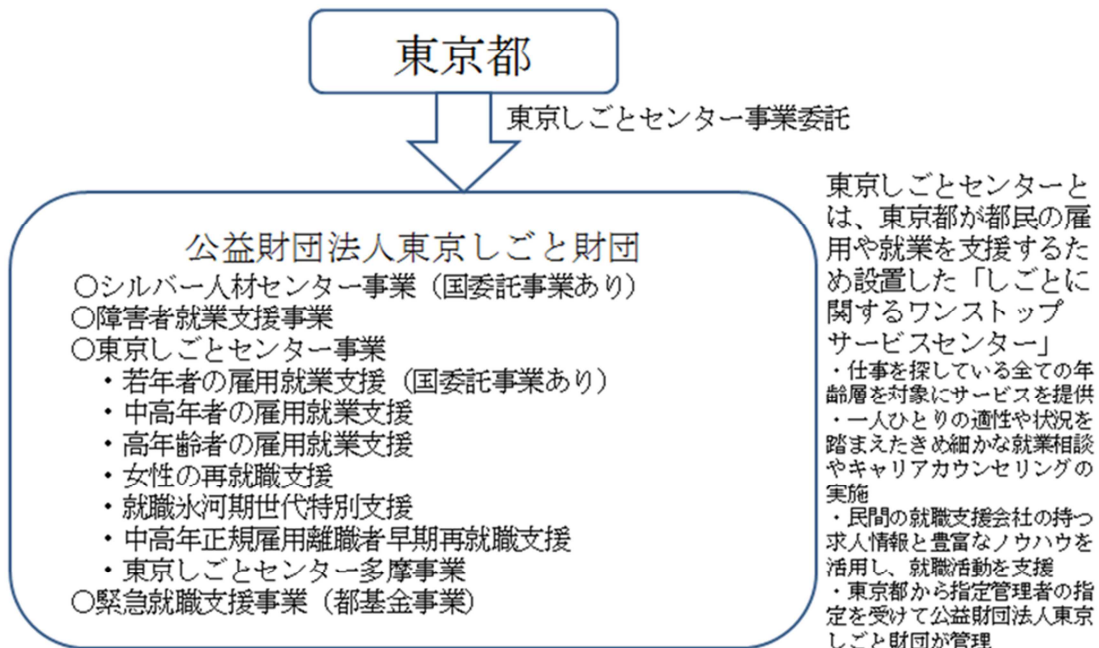 東京都
東京しごとセンター事業委託
公益財団法人東京しごと財団
○シルバー人材センター事業（国委託事業あり）
○障害者就業支援事業
○東京しごとセンター事業
・若年者の雇用就業支援（国委託事業あり）
・中高年者の雇用就業支援
・高年齢者の雇用就業支援
・女性の再就職支援
・就職氷河期世代特別支援
・中高年正規雇用離職者早期再就職支援
・東京しごとセンター多摩事業
○緊急就職支援事業（都基金事業）
東京しごとセンターと
は、東京都が都民の雇
用や就業を支援するた
め設置した「しごとに
関するワンストップ
サービスセンター」
・仕事を探している全ての年
齢層を対象にサービスを提供
・一人ひとりの適性や状況を
踏まえたきめ細かな就業相談
やキャリアカウンセリングの
実施
・民間の就職支援会社の持つ
求人情報と豊富なノウハウを
活用し、就職活動を支援
・東京都から指定管理者の指
定を受けて公益財団法人東京
しごと財団が管理